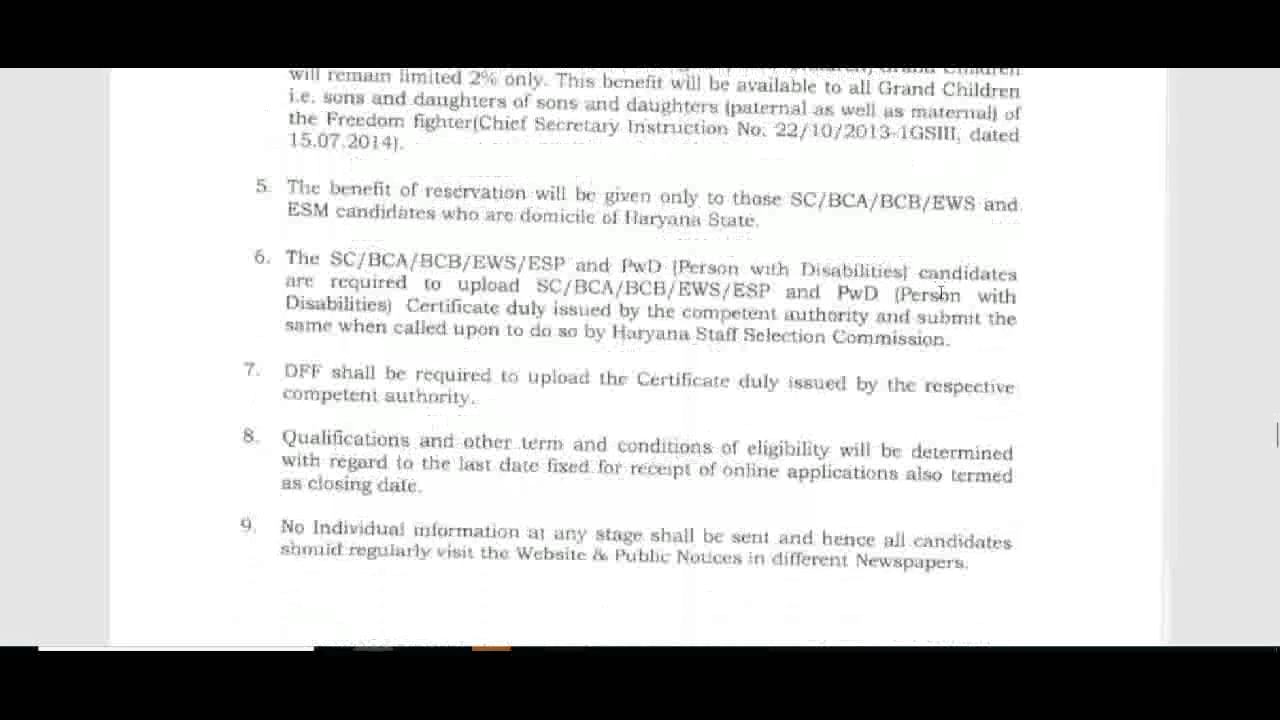 will remain limited 2% only. This benefit will be available to all Grand Children
i.e. sons and daughters of sons and daughters (paternal as well as maternal) of
the Freedom fighter(Chief Secretary Instruction No. 22/10/2013-1GSIII, dated
15.07.2014).
5. The benefit of reservation will be given only to those SC/BCA/BCB/EWS and
ESM candidates who are domicile of Haryana State.
6. The SC/BCA/BCB/EWS/ESP and PwD (Person with Disabilities) candidates
are required to upload SC/BCA/BCB/EWS/ESP and PwD (Person with
Disabilities) Certificate duly issued by the competent authority and submit the
same when called upon to do so by Haryana Staff Selection Commission.
7. DFF shall be required to upload the Certificate duly issued by the respective
competent authority.
8. Qualifications and other term and conditions of eligibility will be determined
with regard to the last date fixed for receipt of online applications also termed
as closing date.
9. No Individual information at any stage shall be sent and hence all candidates
should regularly visit the Website & Public Notices in different Newspapers.